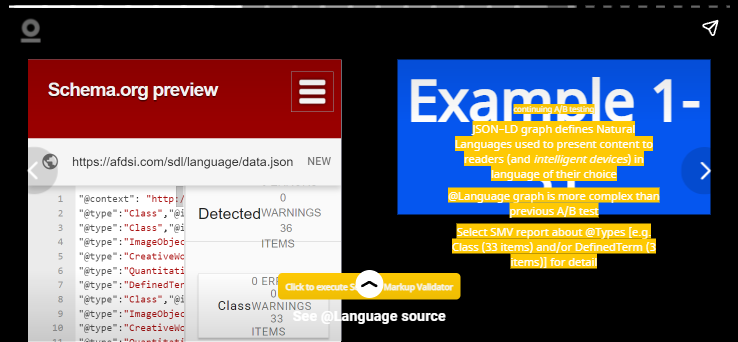 Schema.org preview
https://afdsi.com/sdl/language/data.json NEW
1 "@context": "http:/
2 "@type":"Class","@i
3 "@type":"Class","@i
4 "@type":"ImageObjec
5 "@type":"CreativeWo
6 "@type":"Quantitati
7 "@type":"DefinedTer
8 "@type":"Class","@i
9 "@type":"ImageObjec
10 "@type":"CreativeWo
11 "@type":"Quantitati
Detected
0
WARNINGS
36
ITEMS
0 ERR
0
Class
WARNINGS
33
ITEMS
Example 1-
continuing A/B testing
JSON-LD graph defines Natural
Languages used to present content to
readers (and intelligent devices) in
language of their choice
@Language graph is more complex than
previous A/B test
Select SMV report about @Types [e.g.
Class (33 items) and/or DefinedTerm (3
items)] for detail
Click to execute S Markup Validator
See @Language source